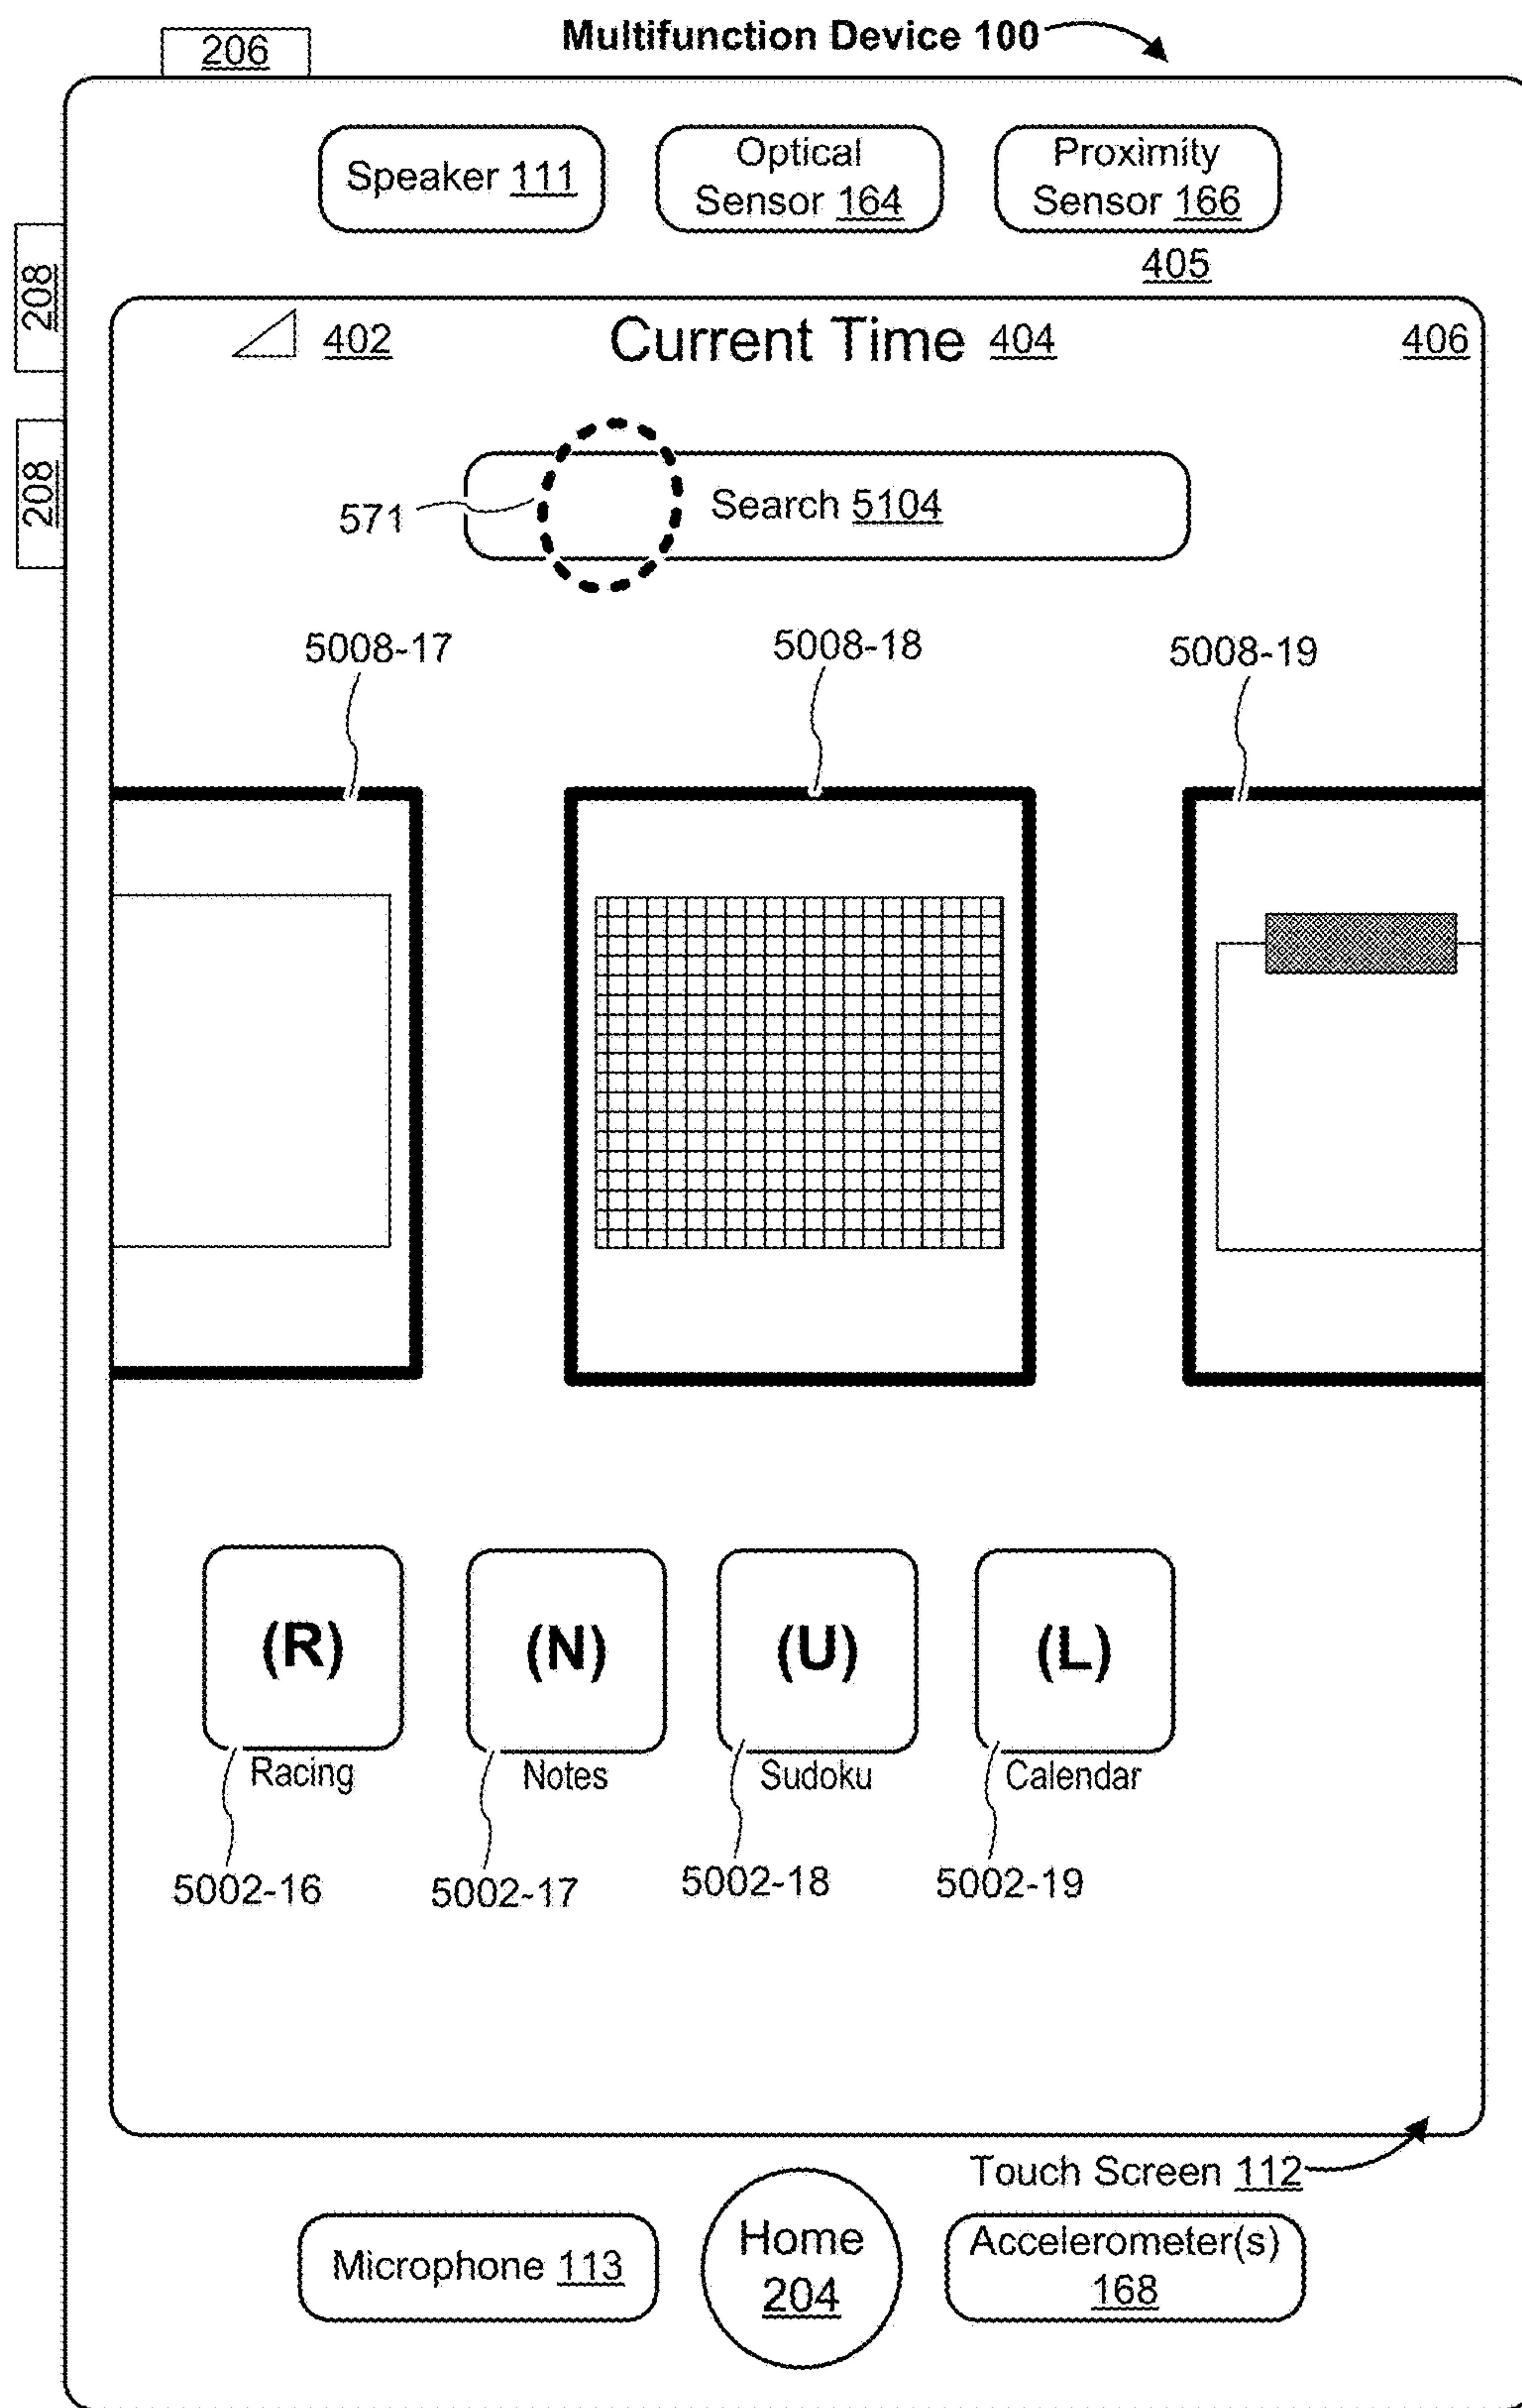 Multifunction Device 100
206
Speaker 111
Optical
Sensor 164
Proximity
Sensor 166
405
208
402
Current Time 404
406
208
571
Search 5104
5008-17
5008-18
5008-19
(R)
(N)
(U)
(L)
Racing
Notes
Sudoku
Calendar
5002-16
5002-17
5002-18
5002-19
Touch Screen 112
Microphone 113
Home
204
Accelerometer(s)
168